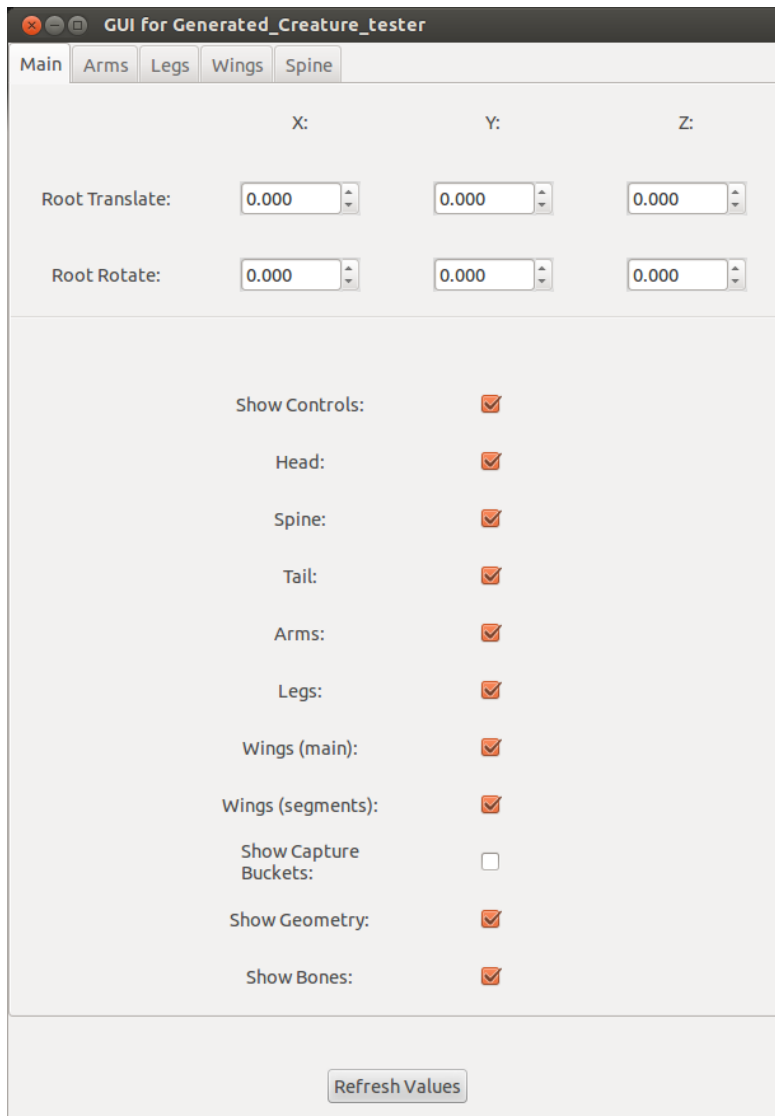 GUI for Generated_Creature_tester
Main Arms Legs Wings Spine
X: Y: Z:
Root Translate: 0.000 0.000 0.000
Root Rotate: 0.000 0.000 0.000
Show Controls:
Head:
Spine:
Tail:
Arms:
Legs:
Wings (main):
Wings (segments):
Show Capture
Buckets:
Show Geometry:
Show Bones:
Refresh Values